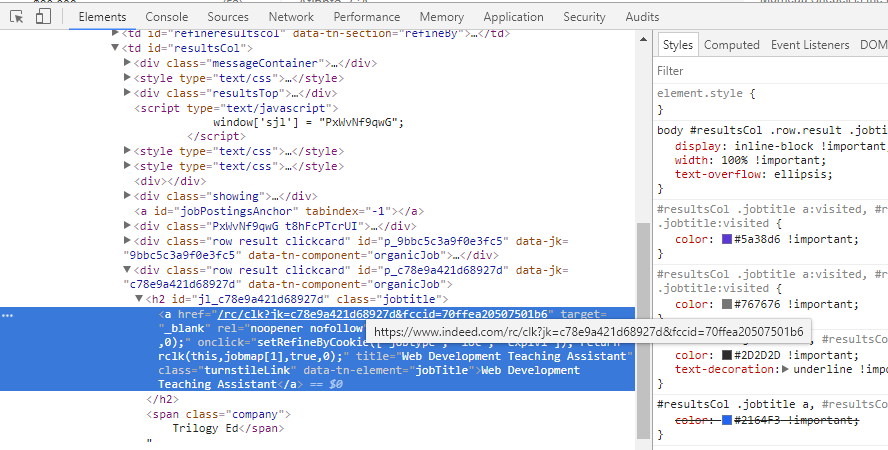 Elements Console Sources Network Performance Memory Application Security Audits
<td id="refineresultscol" data-tn-section="refineBy">…</td>
<td id="resultsCol">
<div class="messageContainer">…</div>
<style type="text/css">…</style>
<div class="resultsTop">…</div>
<script type="text/javascript">
window['sjl'] = "PxWvNf9qwG";
</script>
<style type="text/css">…</style>
<style type="text/css">…</style>
<div></div>
<div class="showing">…</div>
<a id="jobPostingsAnchor" tabindex="-1"></a>
<div class="PxWvNf9qwG t8hFcPTcrUI">…</div>
<div class="row result clickcard" id="p_9bbc5c3a9f0e3fc5" data-jk=
"9bbc5c3a9f0e3fc5" data-tn-component="organicJob">…</div>
<div class="row result clickcard" id="p_c78e9a421d68927d" data-jk=
"c78e9a421d68927d" data-tn-component="organicJob">
<h2 id="jl_c78e9a421d68927d" class="jobtitle">
… <a href="/rc/clk?jk=c78e9a421d68927d&fccid=70ffea20507501b6" target=
"_blank" rel="noopener nofollow"
https://www.indeed.com/rc/clk?jk=c78e9a421d68927d&fccid=70ffea20507501b6
,0);" onclick="setRefineByCookie(
rclk(this,jobmap[1],true,0);" title="Web Development Teaching Assistant"
class="turnstileLink" data-tn-element="jobTitle">Web Development
Teaching Assistant</a> == $0
</h2>
<span class="company">
Trilogy Ed</span>
"
Styles Computed Event Listeners DOM
Filter
element.style {
}
body #resultsCol .row.result .jobtitle
display: inline-block !important;
width: 100% !important;
text-overflow: ellipsis;
}
#resultsCol .jobtitle a:visited, #r
.jobtitle:visited {
color: #5a38d6 !important;
}
#resultsCol .jobtitle a:visited, #r
.jobtitle:visited {
color: #767676 !important;
}
color: #2D2D2D !important;
text-decoration: underline !impo
}
#resultsCol .jobtitle a, #resultsCo
color: #2164F3 !important;
}